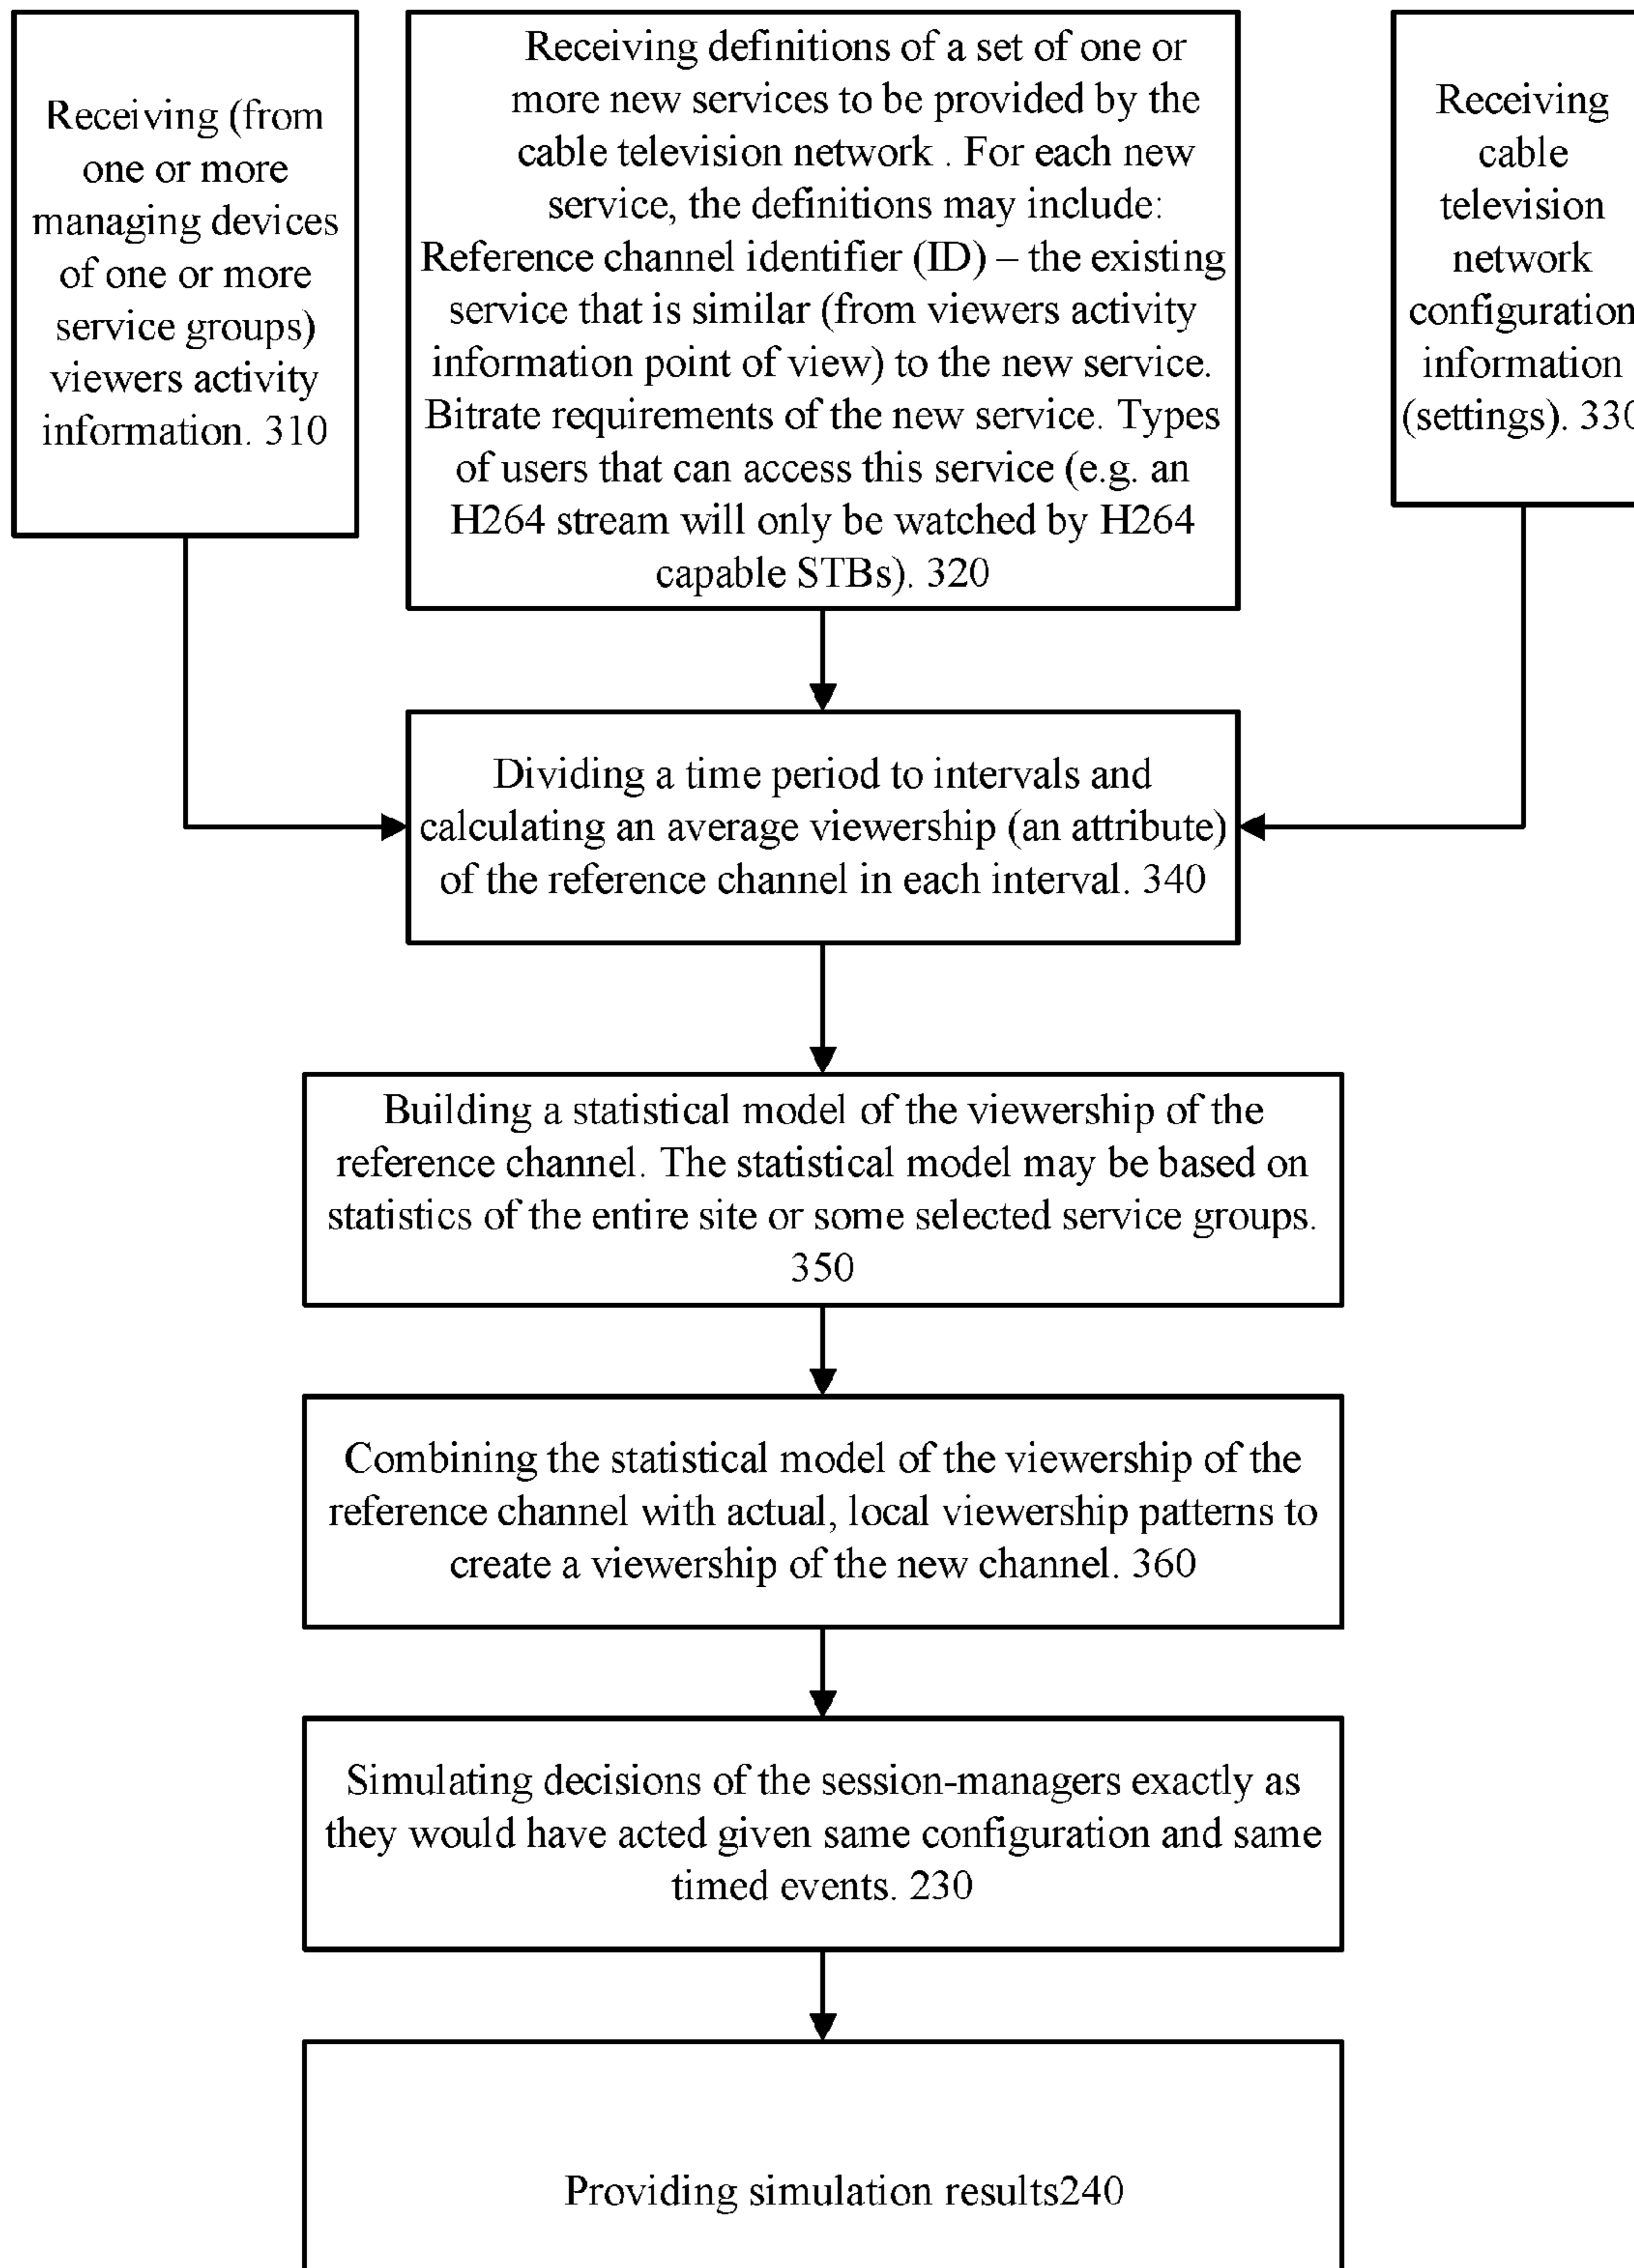 Receiving (from
one or more
managing devices
of one or more
service groups)
viewers activity
information. 310
Receiving definitions of a set of one or
more new services to be provided by the
cable television network . For each new
service, the definitions may include:
Reference channel identifier (ID) – the existing
service that is similar (from viewers activity
information point of view) to the new service.
Bitrate requirements of the new service. Types
of users that can access this service (e.g. an
H264 stream will only be watched by H264
capable STBs). 320
Receiving
cable
television
network
configuration
information
(settings). 330
Dividing a time period to intervals and
calculating an average viewership (an attribute)
of the reference channel in each interval. 340
Building a statistical model of the viewership of the
reference channel. The statistical model may be based on
statistics of the entire site or some selected service groups.
350
Combining the statistical model of the viewership of the
reference channel with actual, local viewership patterns to
create a viewership of the new channel. 360
Simulating decisions of the session-managers exactly as
they would have acted given same configuration and same
timed events. 230
Providing simulation results240